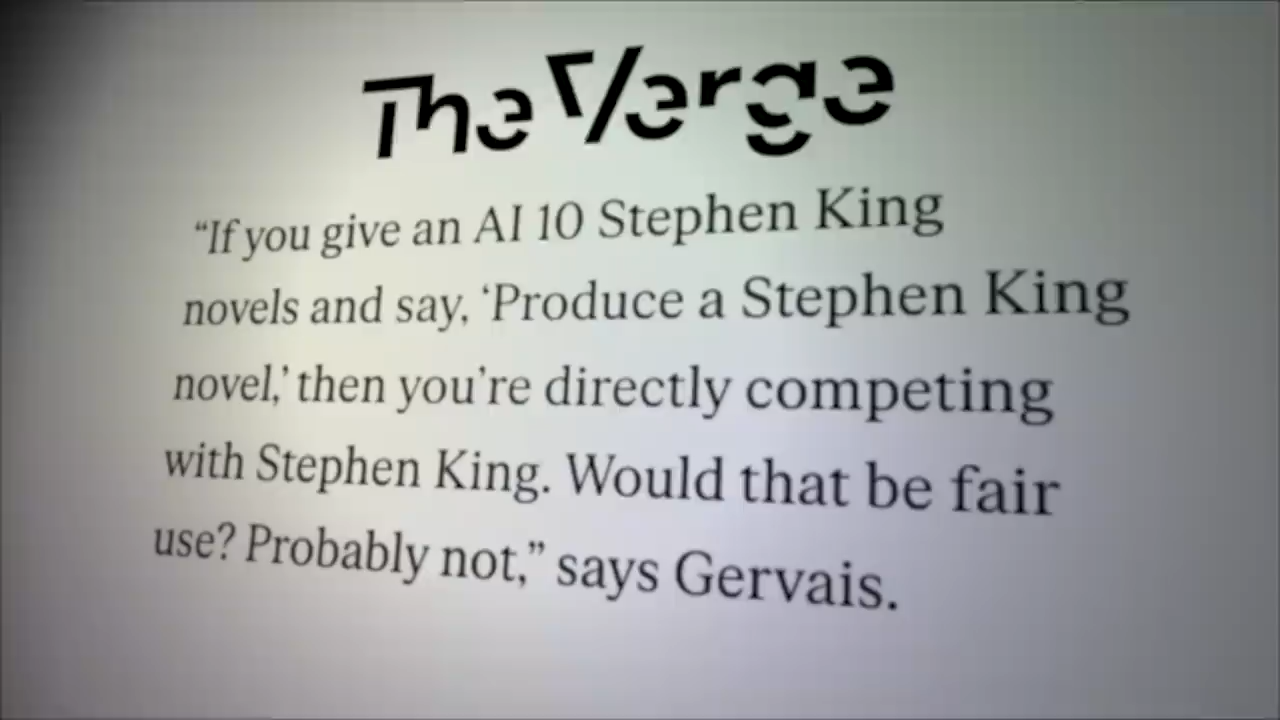 The Verge
“If you give an AI 10 Stephen King
novels and say, ‘Produce a Stephen King
novel,’ then you’re directly competing
with Stephen King. Would that be fair
use? Probably not,” says Gervais.